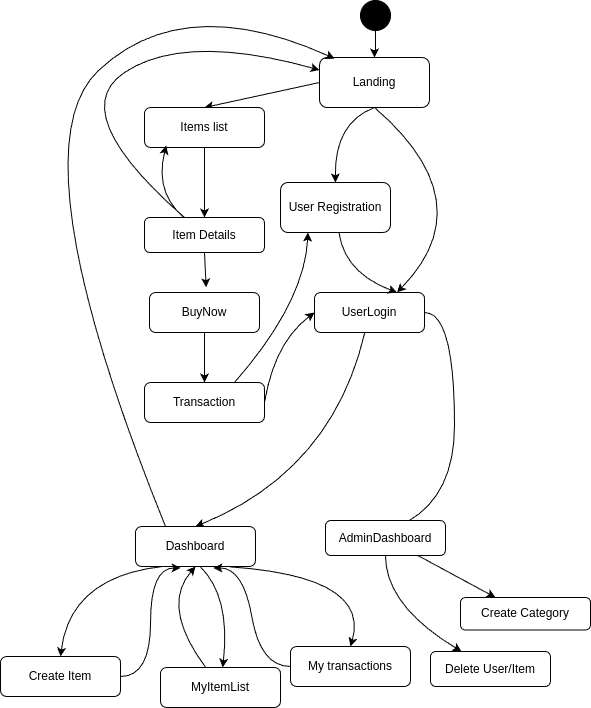 Landing
Items list
User Registration
Item Details
BuyNow
UserLogin
Transaction
Dashboard
AdminDashboard
Create Category
Create Item
MyItemList
My transactions
Delete User/Item